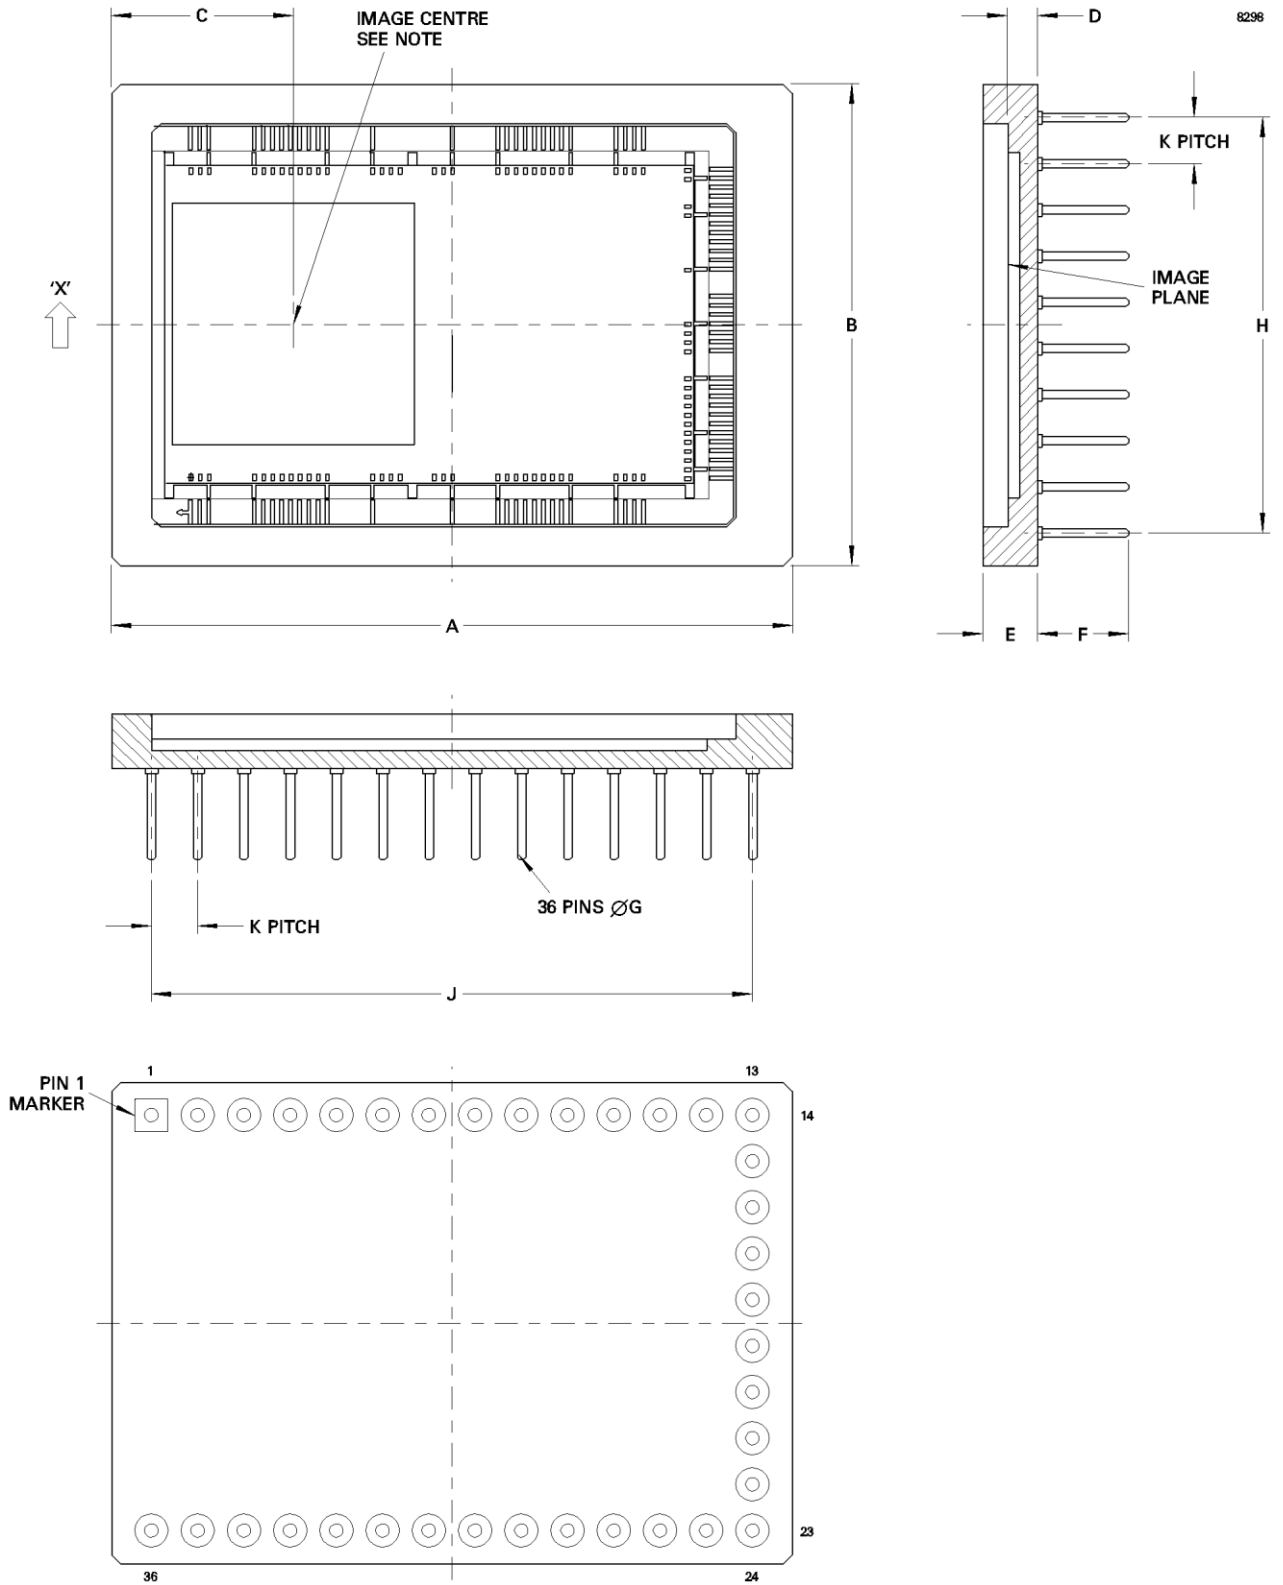 C
IMAGE CENTRE
SEE NOTE
D
8298
K PITCH
'X'
IMAGE
PLANE
B
H
A
E
F
36 PINS ØG
K PITCH
J
1
13
PIN 1
MARKER
14
23
36
24